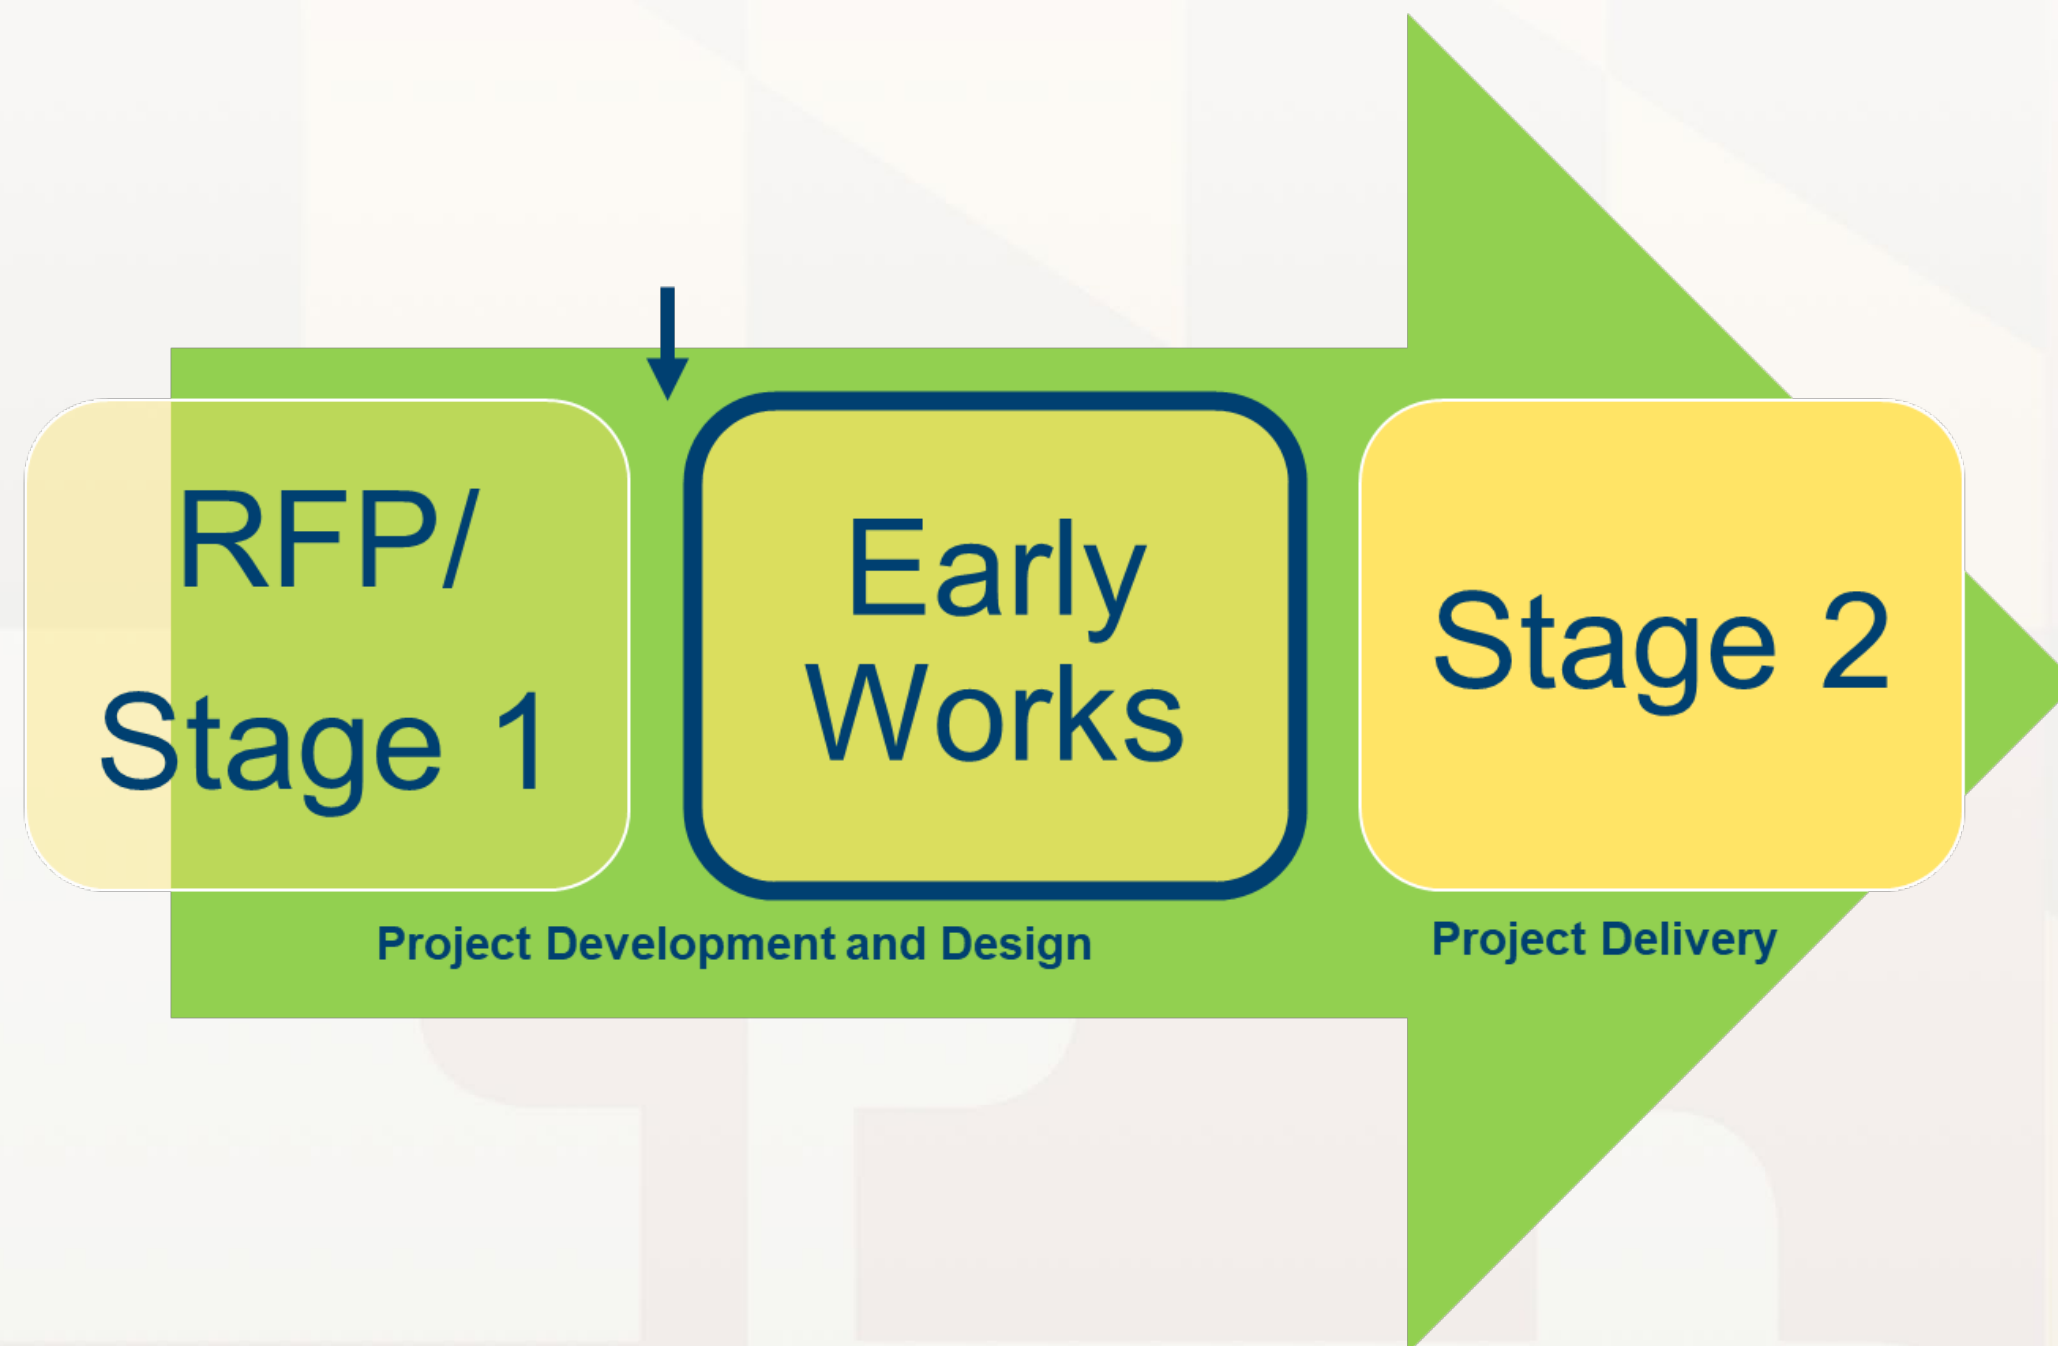 RFP/
Stage 1
Early
Works
Stage 2
Project Development and Design
Project Delivery